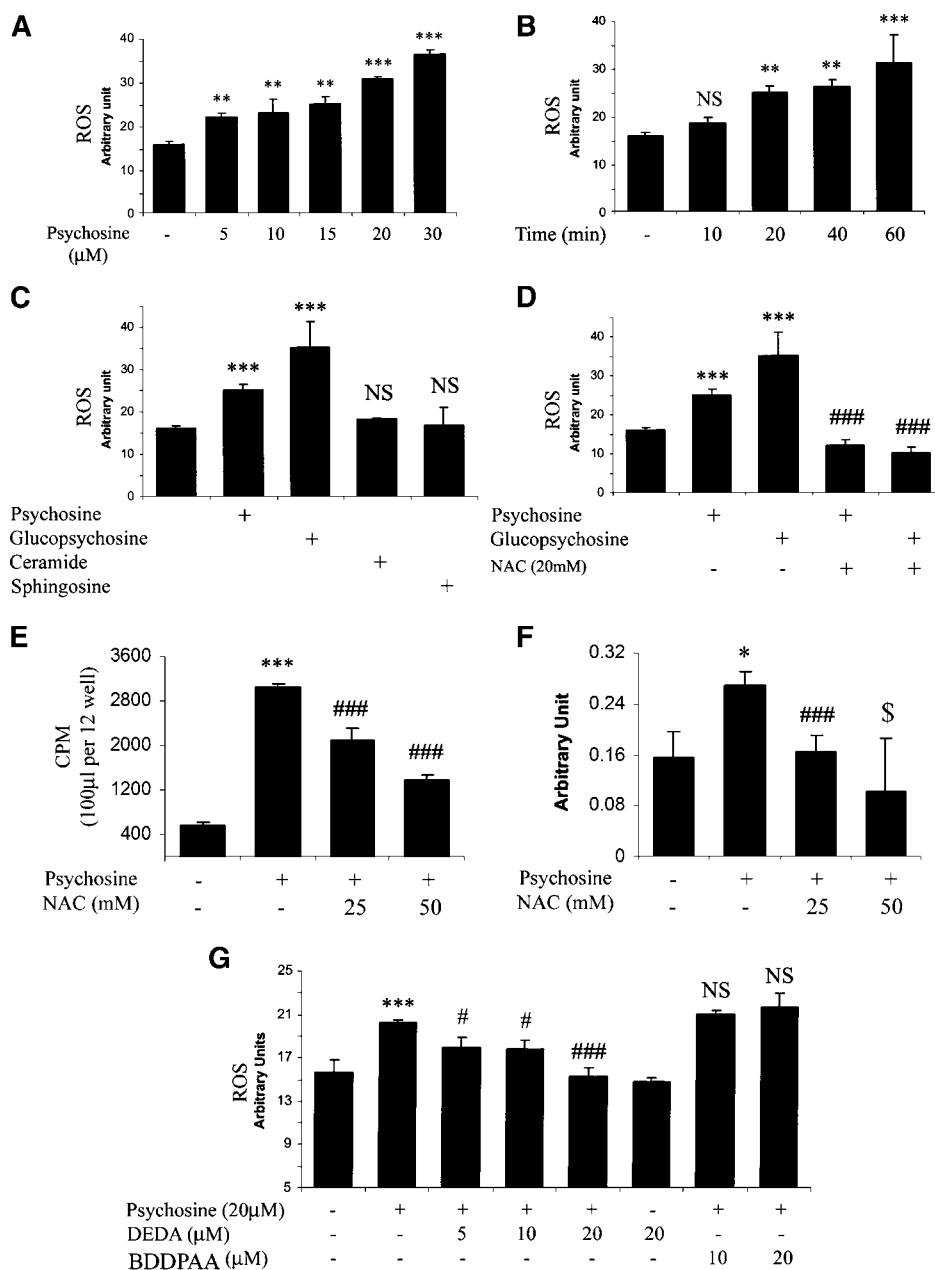 A
ROS
Arbitrary unit
40
30
20
10
0
** ** ** *** ***
Psychosine - 5 10 15 20 30
(µM)
B
ROS
Arbitrary unit
40
30
20
10
0
NS ** ** ***
Time (min) - 10 20 40 60
C
ROS
Arbitrary unit
40
30
20
10
0
*** *** NS NS
Psychosine +
Glucopsychosine +
Ceramide +
Sphingosine +
D
ROS
Arbitrary unit
40
30
20
10
0
*** *** ### ###
Psychosine + +
Glucopsychosine + +
NAC (20mM) - - + +
E
CPM
(100µl per 12 well)
3600
2800
2000
1200
400
*** ### ###
Psychosine - + + +
NAC (mM) - - 25 50
F
Arbitrary Unit
0.32
0.24
0.16
0.08
0
* ### $
Psychosine - + + +
NAC (mM) - - 25 50
G
ROS
Arbitrary Units
25
21
17
13
9
5
*** # # ### NS NS
Psychosine (20µM) - + + + + - + +
DEDA (µM) - - 5 10 20 20 - -
BDDPAA (µM) - - - - - - 10 20